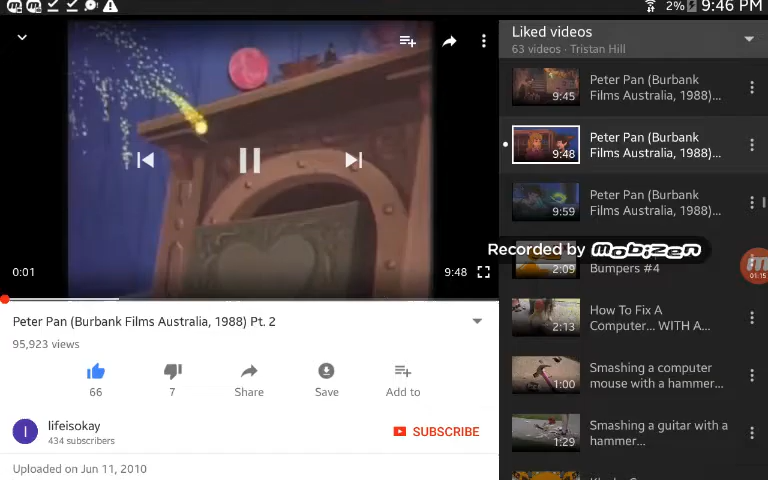 2% 9:46 PM
Liked videos
63 videos · Tristan Hill
9:45
Peter Pan (Burbank
Films Australia, 1988)...
9:48
Peter Pan (Burbank
Films Australia, 1988)...
9:59
Peter Pan (Burbank
Films Australia, 1988)...
Recorded by mobizen
2:09
Bumpers #4
01:15
2:13
How To Fix A
Computer... WITH A...
1:00
Smashing a computer
mouse with a hammer...
1:29
Smashing a guitar with a
hammer...
0:01
9:48
Peter Pan (Burbank Films Australia, 1988) Pt. 2
95,923 views
66
7
Share
Save
Add to
l
lifeisokay
434 subscribers
SUBSCRIBE
Uploaded on Jun 11, 2010